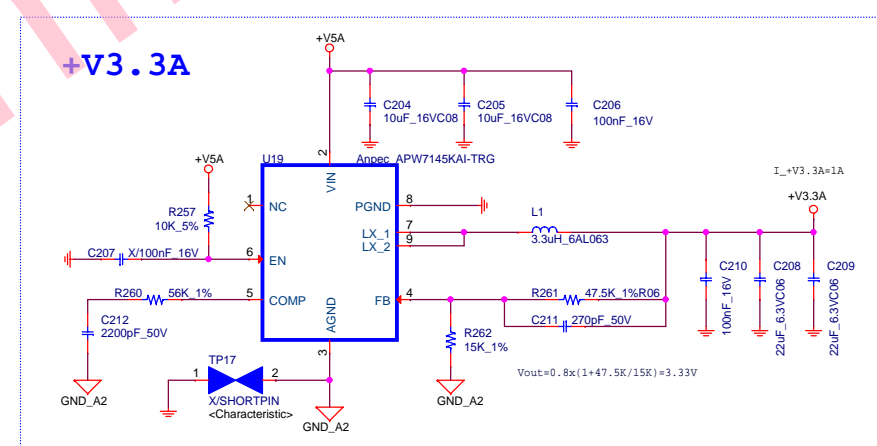 +V3.3A
+V5A
C204
10uF_16VC08
C205
10uF_16VC08
C206
100nF_16V
U19
Anpec_APW7145KAI-TRG
2
VIN
+V5A
R257
10K_5%
1
NC
PGND
8
LX_1
7
LX_2
9
L1
3.3uH_6AL063
I_+V3.3A=1A
+V3.3A
C207
X/100nF_16V
6
EN
R260
56K_1%
5
COMP
FB
4
AGND
3
R261
47.5K_1%R06
C211
270pF_50V
C210
100nF_16V
C208
22uF_6.3VC06
C209
22uF_6.3VC06
C212
2200pF_50V
R262
15K_1%
Vout=0.8x(1+47.5K/15K)=3.33V
TP17
1
2
X/SHORTPIN
<Characteristic>
GND_A2
GND_A2
GND_A2